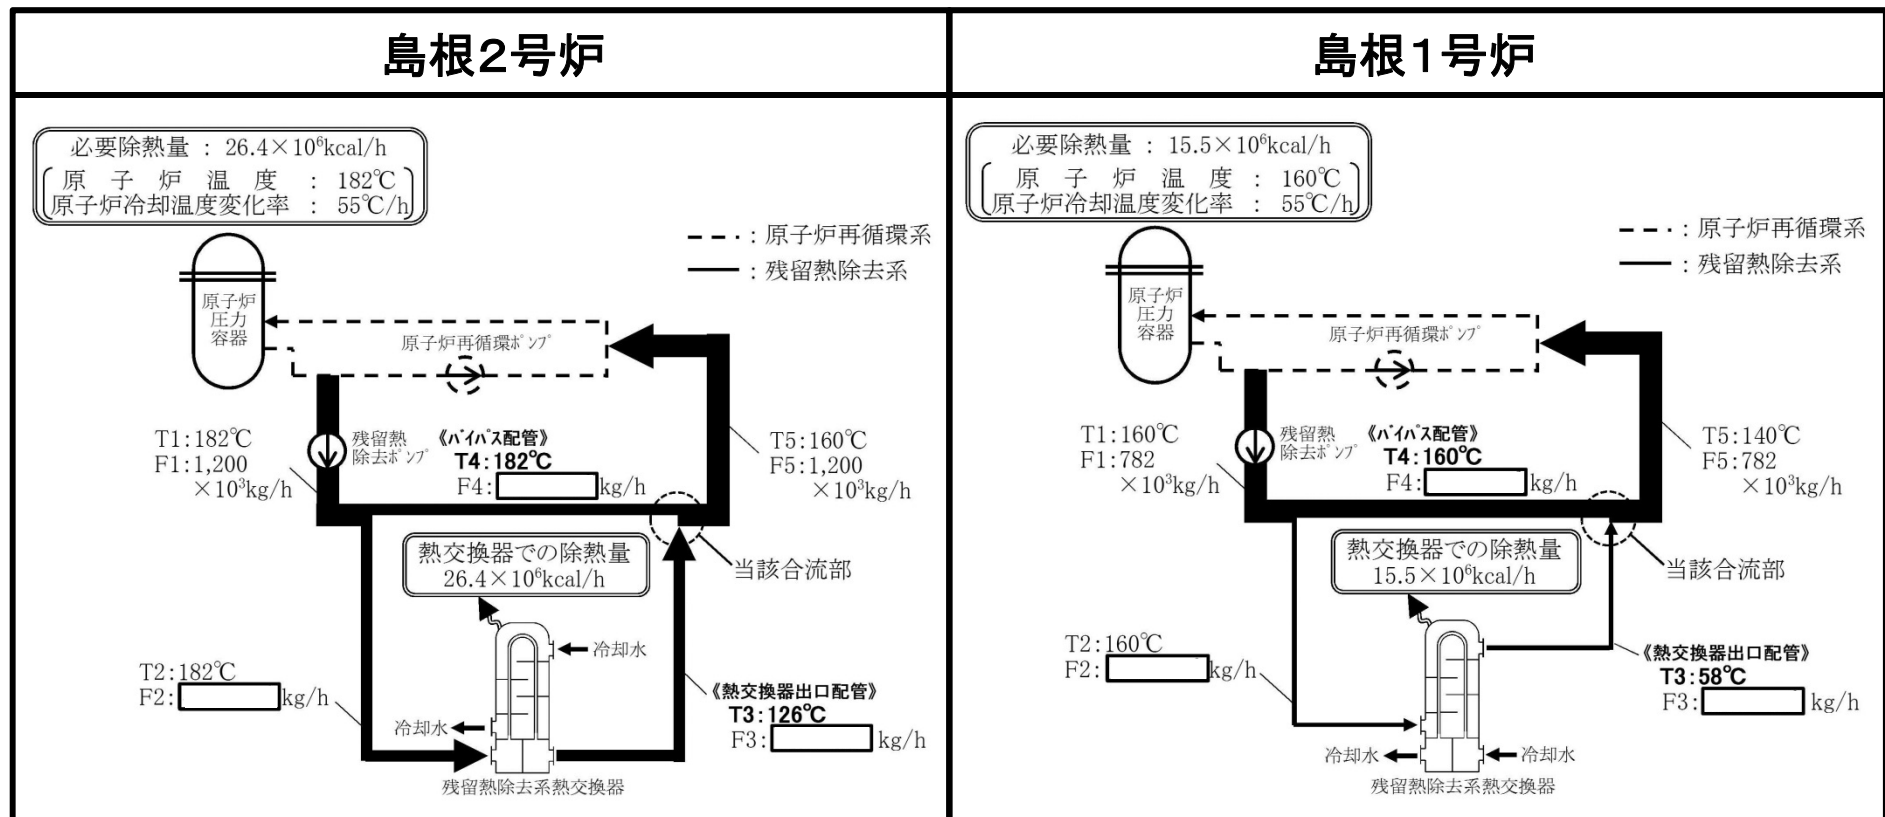 島根2号炉
必要除熱量 : 26.4×10⁶kcal/h
原子炉温度 : 182℃
原子炉冷却温度変化率 : 55℃/h
: 原子炉再循環系
: 残留熱除去系
原子炉
圧力
容器
原子炉再循環ﾎﾟﾝﾌﾟ
T1:182℃
F1:1,200
×10³kg/h
残留熱
除去ﾎﾟﾝﾌﾟ
《ﾊﾞｲﾊﾟｽ配管》
T4:182℃
F4: kg/h
T5:160℃
F5:1,200
×10³kg/h
熱交換器での除熱量
26.4×10⁶kcal/h
当該合流部
冷却水
T2:182℃
F2: kg/h
冷却水
《熱交換器出口配管》
T3:126℃
F3: kg/h
残留熱除去系熱交換器
島根1号炉
必要除熱量 : 15.5×10⁶kcal/h
原子炉温度 : 160℃
原子炉冷却温度変化率 : 55℃/h
: 原子炉再循環系
: 残留熱除去系
原子炉
圧力
容器
原子炉再循環ﾎﾟﾝﾌﾟ
T1:160℃
F1:782
×10³kg/h
残留熱
除去ﾎﾟﾝﾌﾟ
《ﾊﾞｲﾊﾟｽ配管》
T4:160℃
F4: kg/h
T5:140℃
F5:782
×10³kg/h
熱交換器での除熱量
15.5×10⁶kcal/h
当該合流部
T2:160℃
F2: kg/h
《熱交換器出口配管》
T3:58℃
F3: kg/h
冷却水
冷却水
残留熱除去系熱交換器